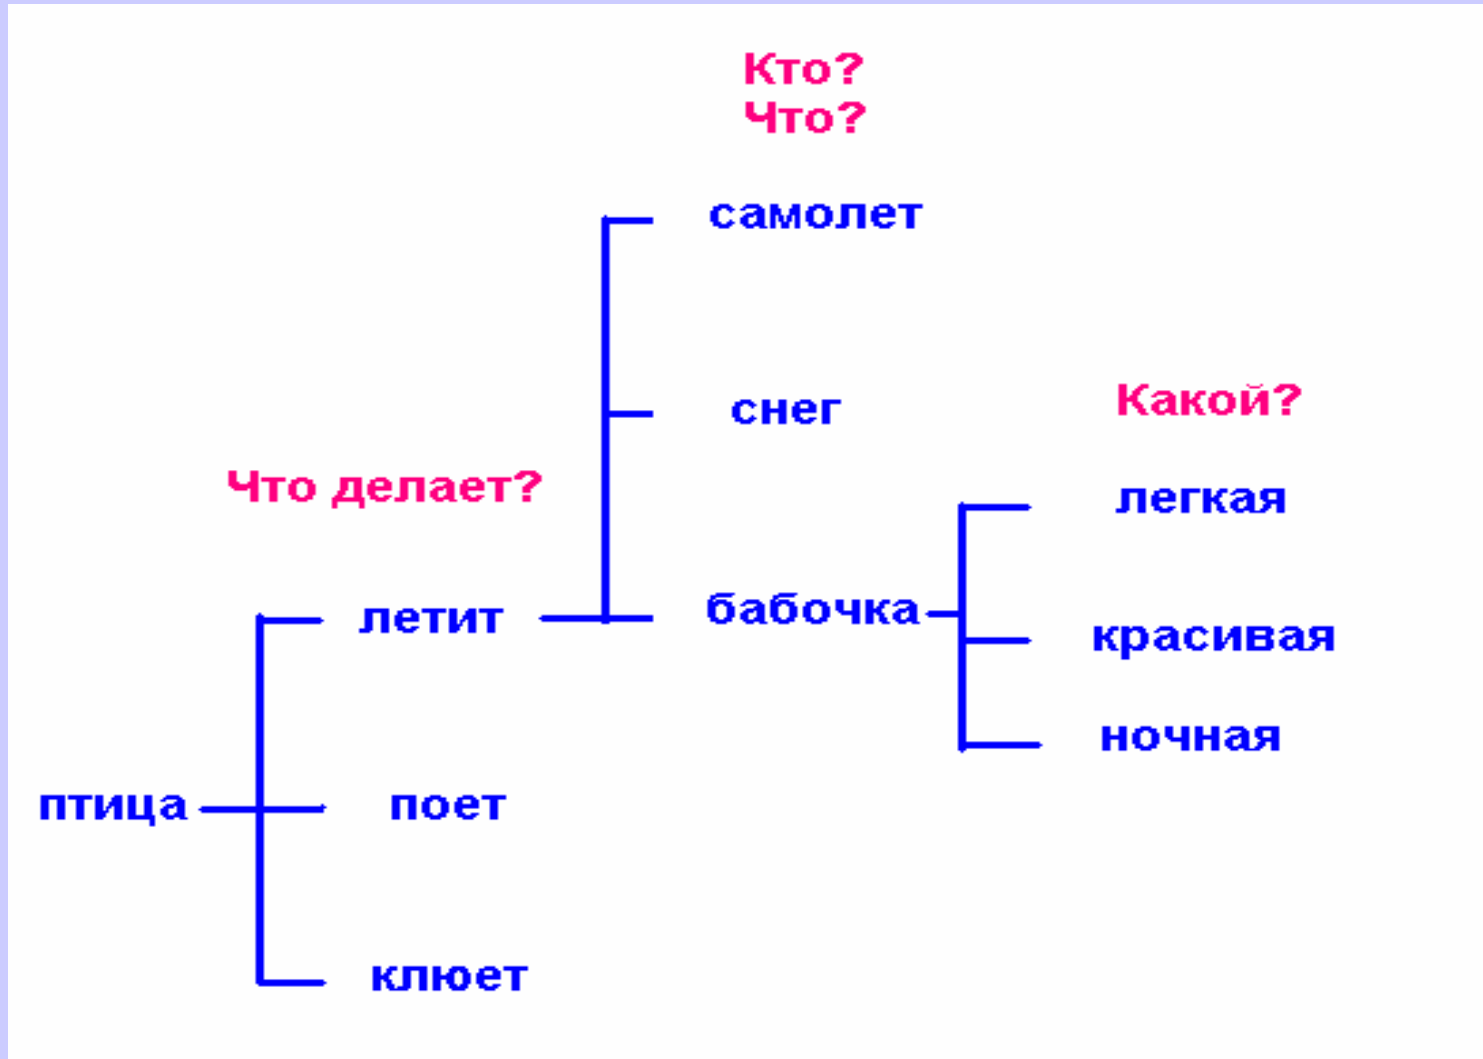 Кто?
Что?
самолет
снег
Какой?
Что делает?
легкая
летит
бабочка
красивая
ночная
птица
поет
клюет